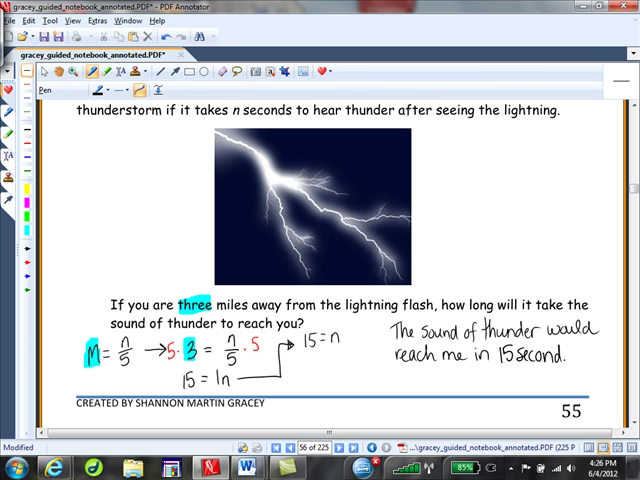 gracey_guided_notebook_annotated.PDF* - PDF Annotator
File Edit Tool View Extras Window Help
gracey_guided_notebook_annotated.PDF*
Pen
thunderstorm if it takes n seconds to hear thunder after seeing the lightning.
If you are three miles away from the lightning flash, how long will it take the
sound of thunder to reach you?
M = n/5 → 5 · 3 = n/5 · 5
15 = 1n
15 = n
The sound of thunder would
reach me in 15 second.
CREATED BY SHANNON MARTIN GRACEY
55
Modified
56 of 225
gracey_guided_notebook_annotated.PDF (225 P
85%
4:26 PM
6/4/2012